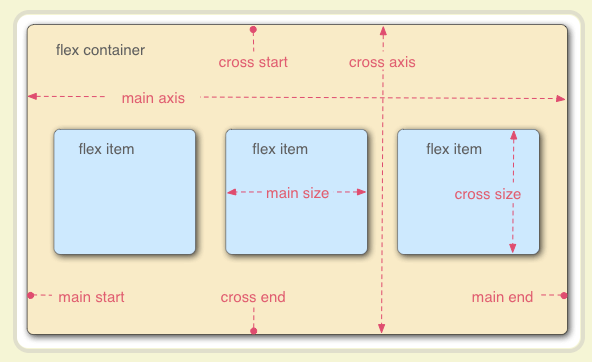 flex container
cross start
cross axis
main axis
flex item
flex item
flex item
main size
cross size
main start
cross end
main end